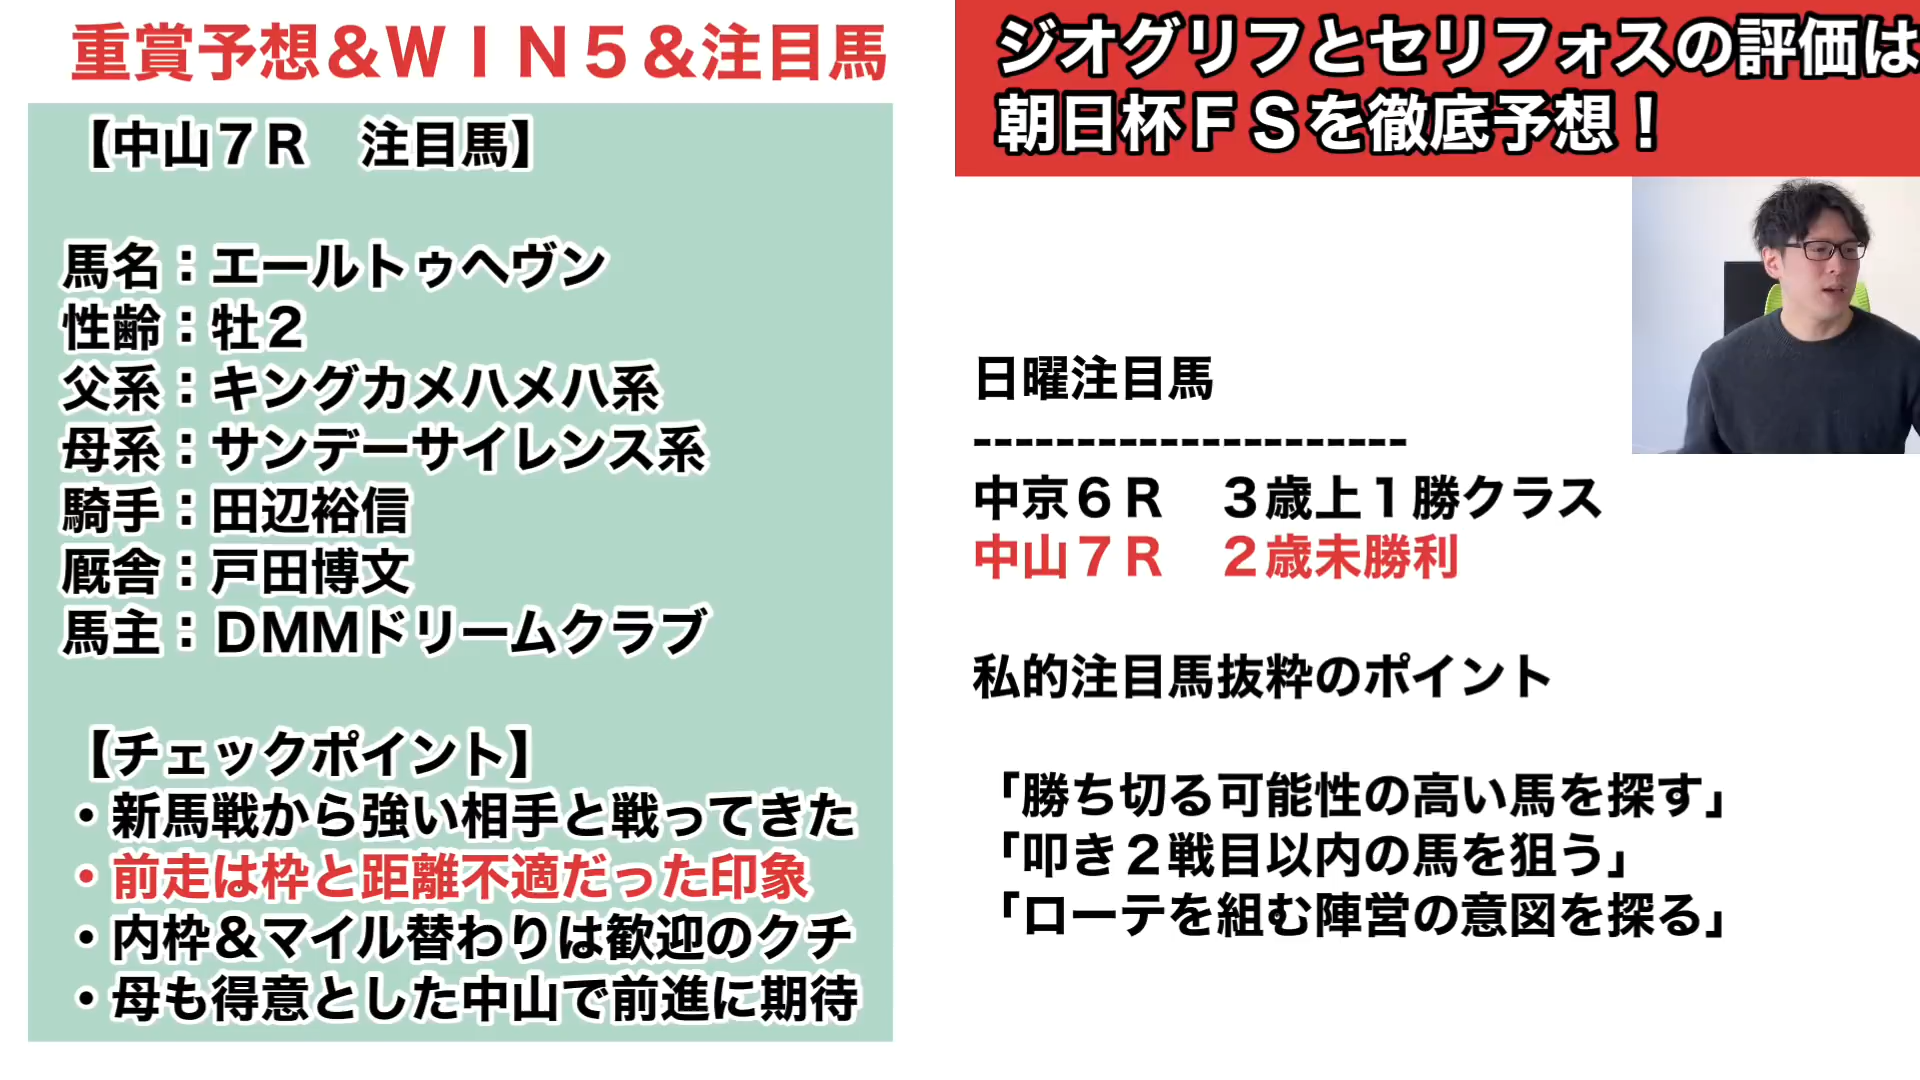 重賞予想＆ＷＩＮ５＆注目馬
【中山７Ｒ　注目馬】
馬名：エールトゥヘヴン
性齢：牡２
父系：キングカメハメハ系
母系：サンデーサイレンス系
騎手：田辺裕信
厩舎：戸田博文
馬主：ＤＭＭドリームクラブ
【チェックポイント】
・新馬戦から強い相手と戦ってきた
・前走は枠と距離不適だった印象
・内枠＆マイル替わりは歓迎のクチ
・母も得意とした中山で前進に期待
ジオグリフとセリフォスの評価は
朝日杯ＦＳを徹底予想！
日曜注目馬
---------------------
中京６Ｒ　３歳上１勝クラス
中山７Ｒ　２歳未勝利
私的注目馬抜粋のポイント
「勝ち切る可能性の高い馬を探す」
「叩き２戦目以内の馬を狙う」
「ローテを組む陣営の意図を探る」